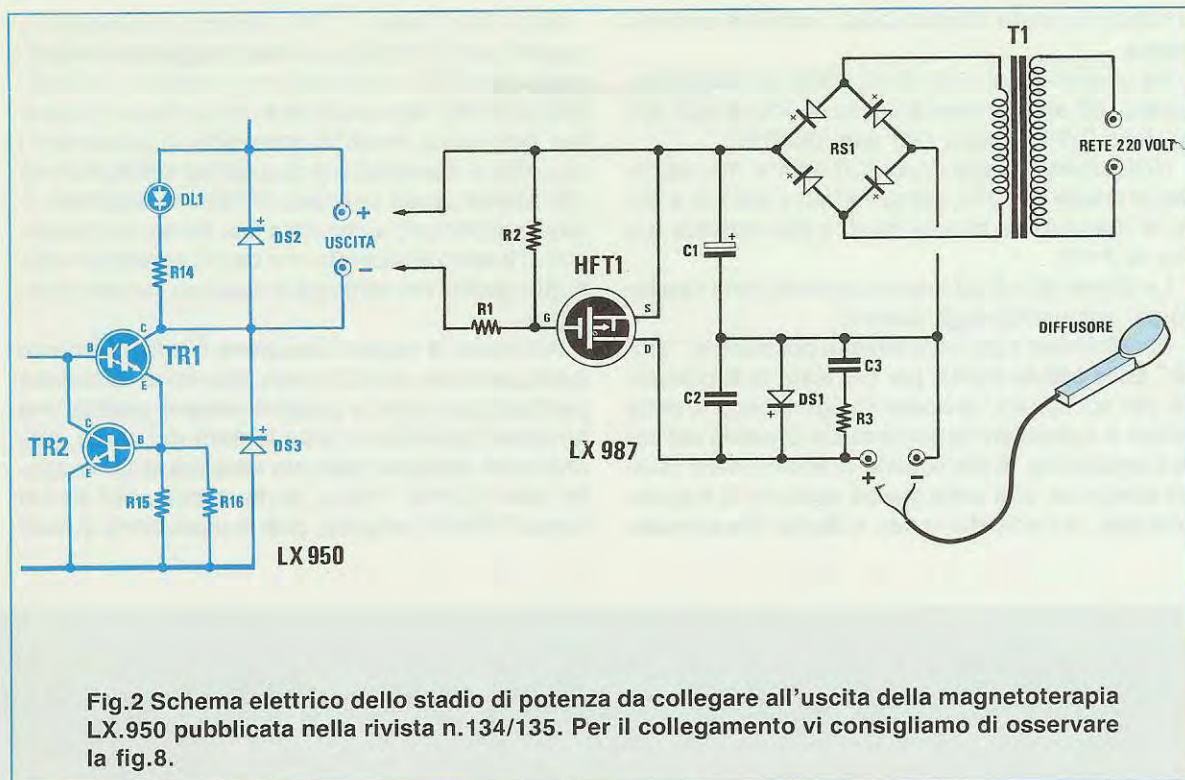 T1
RS1
RETE 220 VOLT
DL1
DS2
+
USCITA
-
R14
R2
HFT1
C1
+
R1
G
S
D
DIFFUSORE
C
B
TR1
E
C3
C2
DS1
+
R3
TR2
C
B
E
DS3
+
LX 987
+
-
R15
R16
LX 950
Fig.2 Schema elettrico dello stadio di potenza da collegare all'uscita della magnetoterapia
LX.950 pubblicata nella rivista n.134/135. Per il collegamento vi consigliamo di osservare
la fig.8.